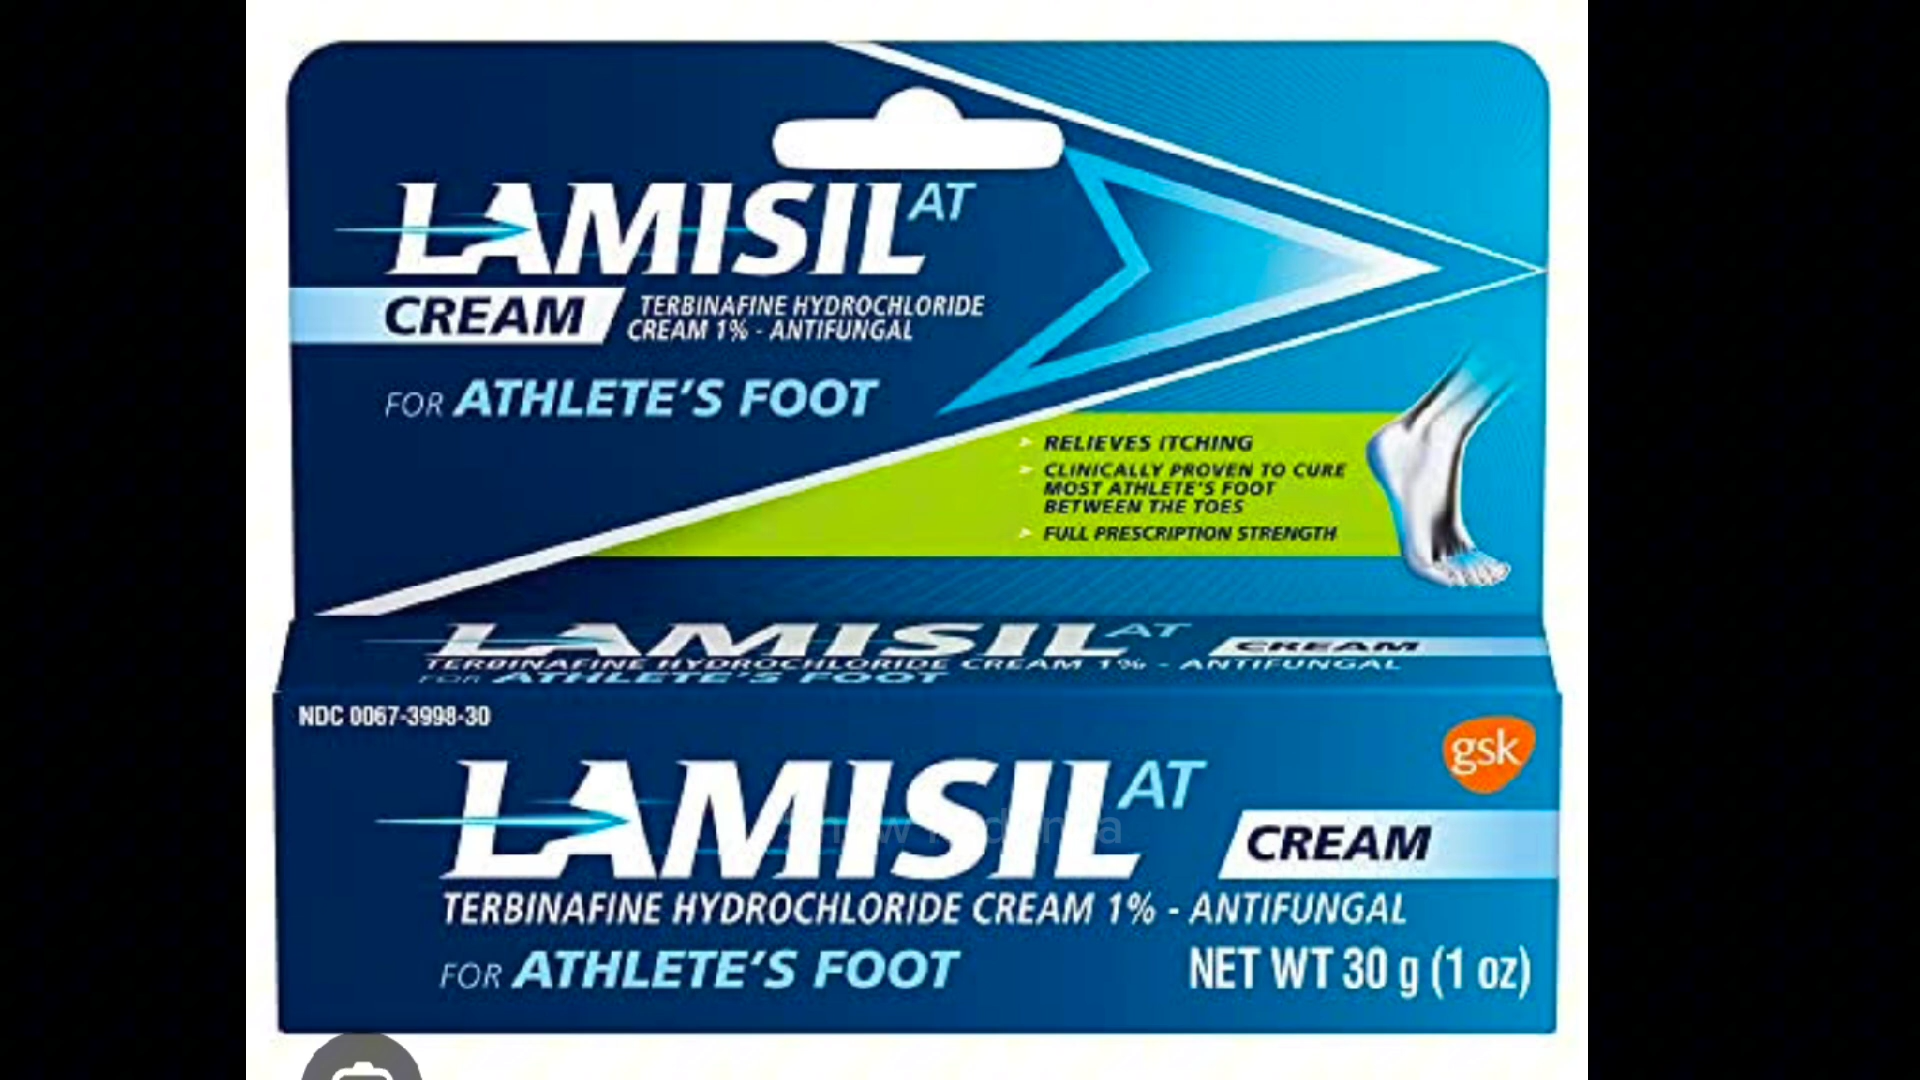 LAMISIL AT
CREAM
TERBINAFINE HYDROCHLORIDE
CREAM 1% - ANTIFUNGAL
FOR ATHLETE'S FOOT
RELIEVES ITCHING
CLINICALLY PROVEN TO CURE
MOST ATHLETE'S FOOT
BETWEEN THE TOES
FULL PRESCRIPTION STRENGTH
LAMISIL AT CREAM
TERBINAFINE HYDROCHLORIDE CREAM 1% - ANTIFUNGAL
FOR ATHLETE'S FOOT
NDC 0067-3998-30
gsk
LAMISIL AT
CREAM
TERBINAFINE HYDROCHLORIDE CREAM 1% - ANTIFUNGAL
FOR ATHLETE'S FOOT
NET WT 30 g (1 oz)